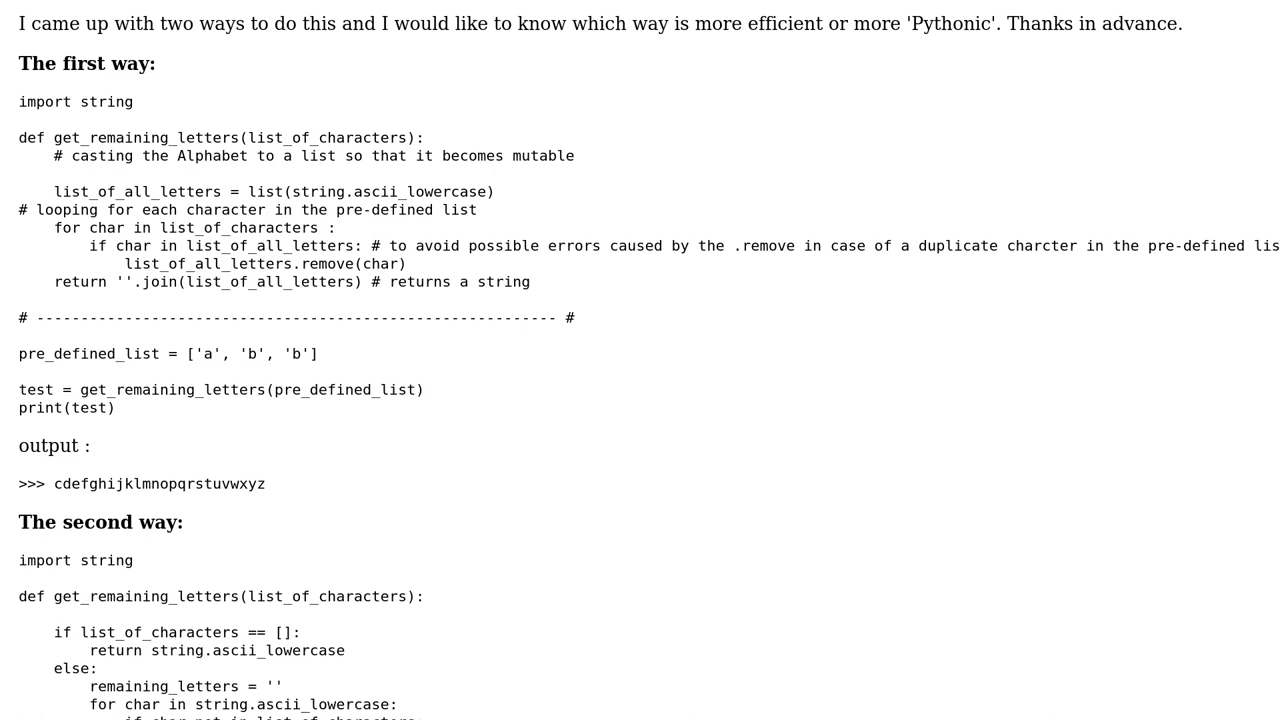 I came up with two ways to do this and I would like to know which way is more efficient or more 'Pythonic'. Thanks in advance.
The first way:
import string
def get_remaining_letters(list_of_characters):
    # casting the Alphabet to a list so that it becomes mutable
    list_of_all_letters = list(string.ascii_lowercase)
# looping for each character in the pre-defined list
    for char in list_of_characters :
        if char in list_of_all_letters: # to avoid possible errors caused by the .remove in case of a duplicate charcter in the pre-defined lis
            list_of_all_letters.remove(char)
    return ''.join(list_of_all_letters) # returns a string
# ----------------------------------------------------------- #
pre_defined_list = ['a', 'b', 'b']
test = get_remaining_letters(pre_defined_list)
print(test)
output :
>>> cdefghijklmnopqrstuvwxyz
The second way:
import string
def get_remaining_letters(list_of_characters):
    if list_of_characters == []:
        return string.ascii_lowercase
    else:
        remaining_letters = ''
        for char in string.ascii_lowercase:
            if char not in list_of_characters: